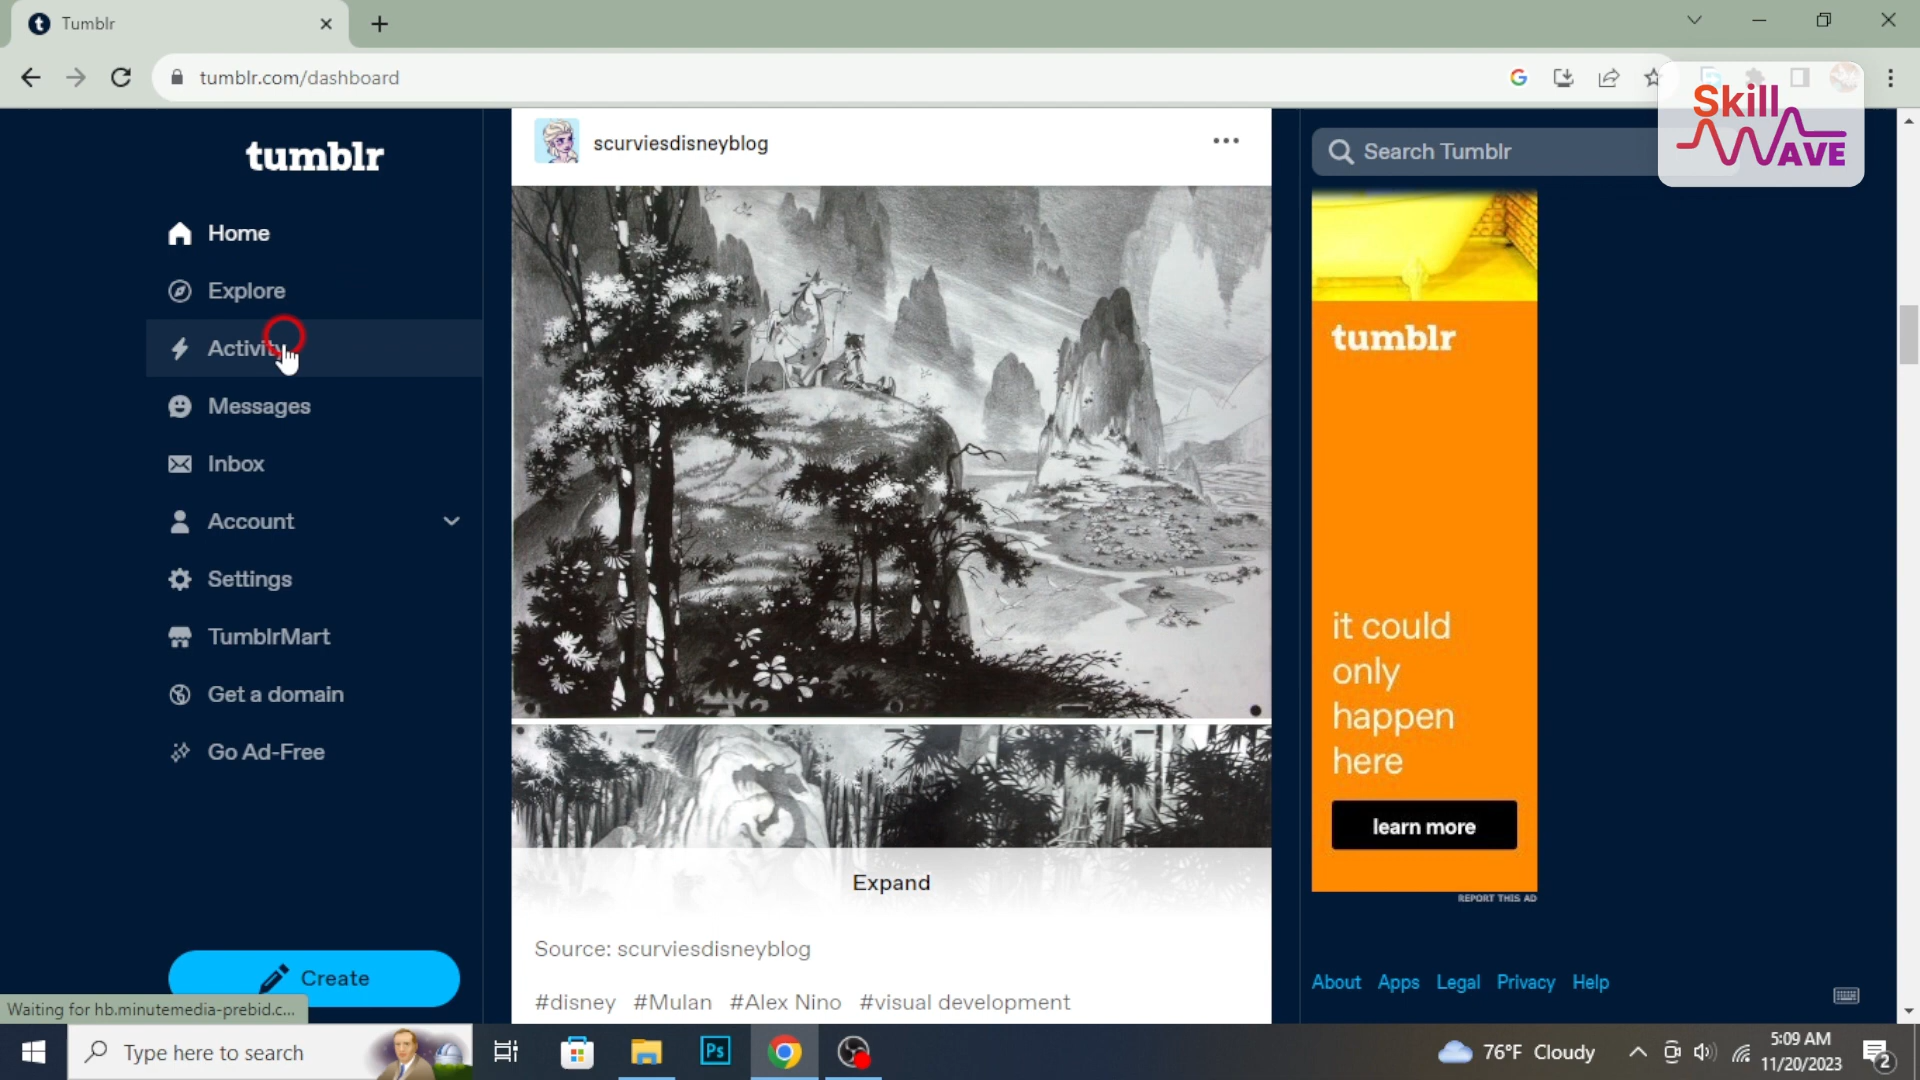 Tumblr
tumblr.com/dashboard
Skill
WAVE
tumblr
Home
Explore
Activity
Messages
Inbox
Account
Settings
TumblrMart
Get a domain
Go Ad-Free
Create
Waiting for hb.minutemedia-prebid.c...
scurviesdisneyblog
Expand
Source: scurviesdisneyblog
#disney #Mulan #Alex Nino #visual development
Search Tumblr
tumblr
it could
only
happen
here
learn more
REPORT THIS AD
About Apps Legal Privacy Help
Type here to search
Ps
76°F Cloudy
5:09 AM
11/20/2023
2